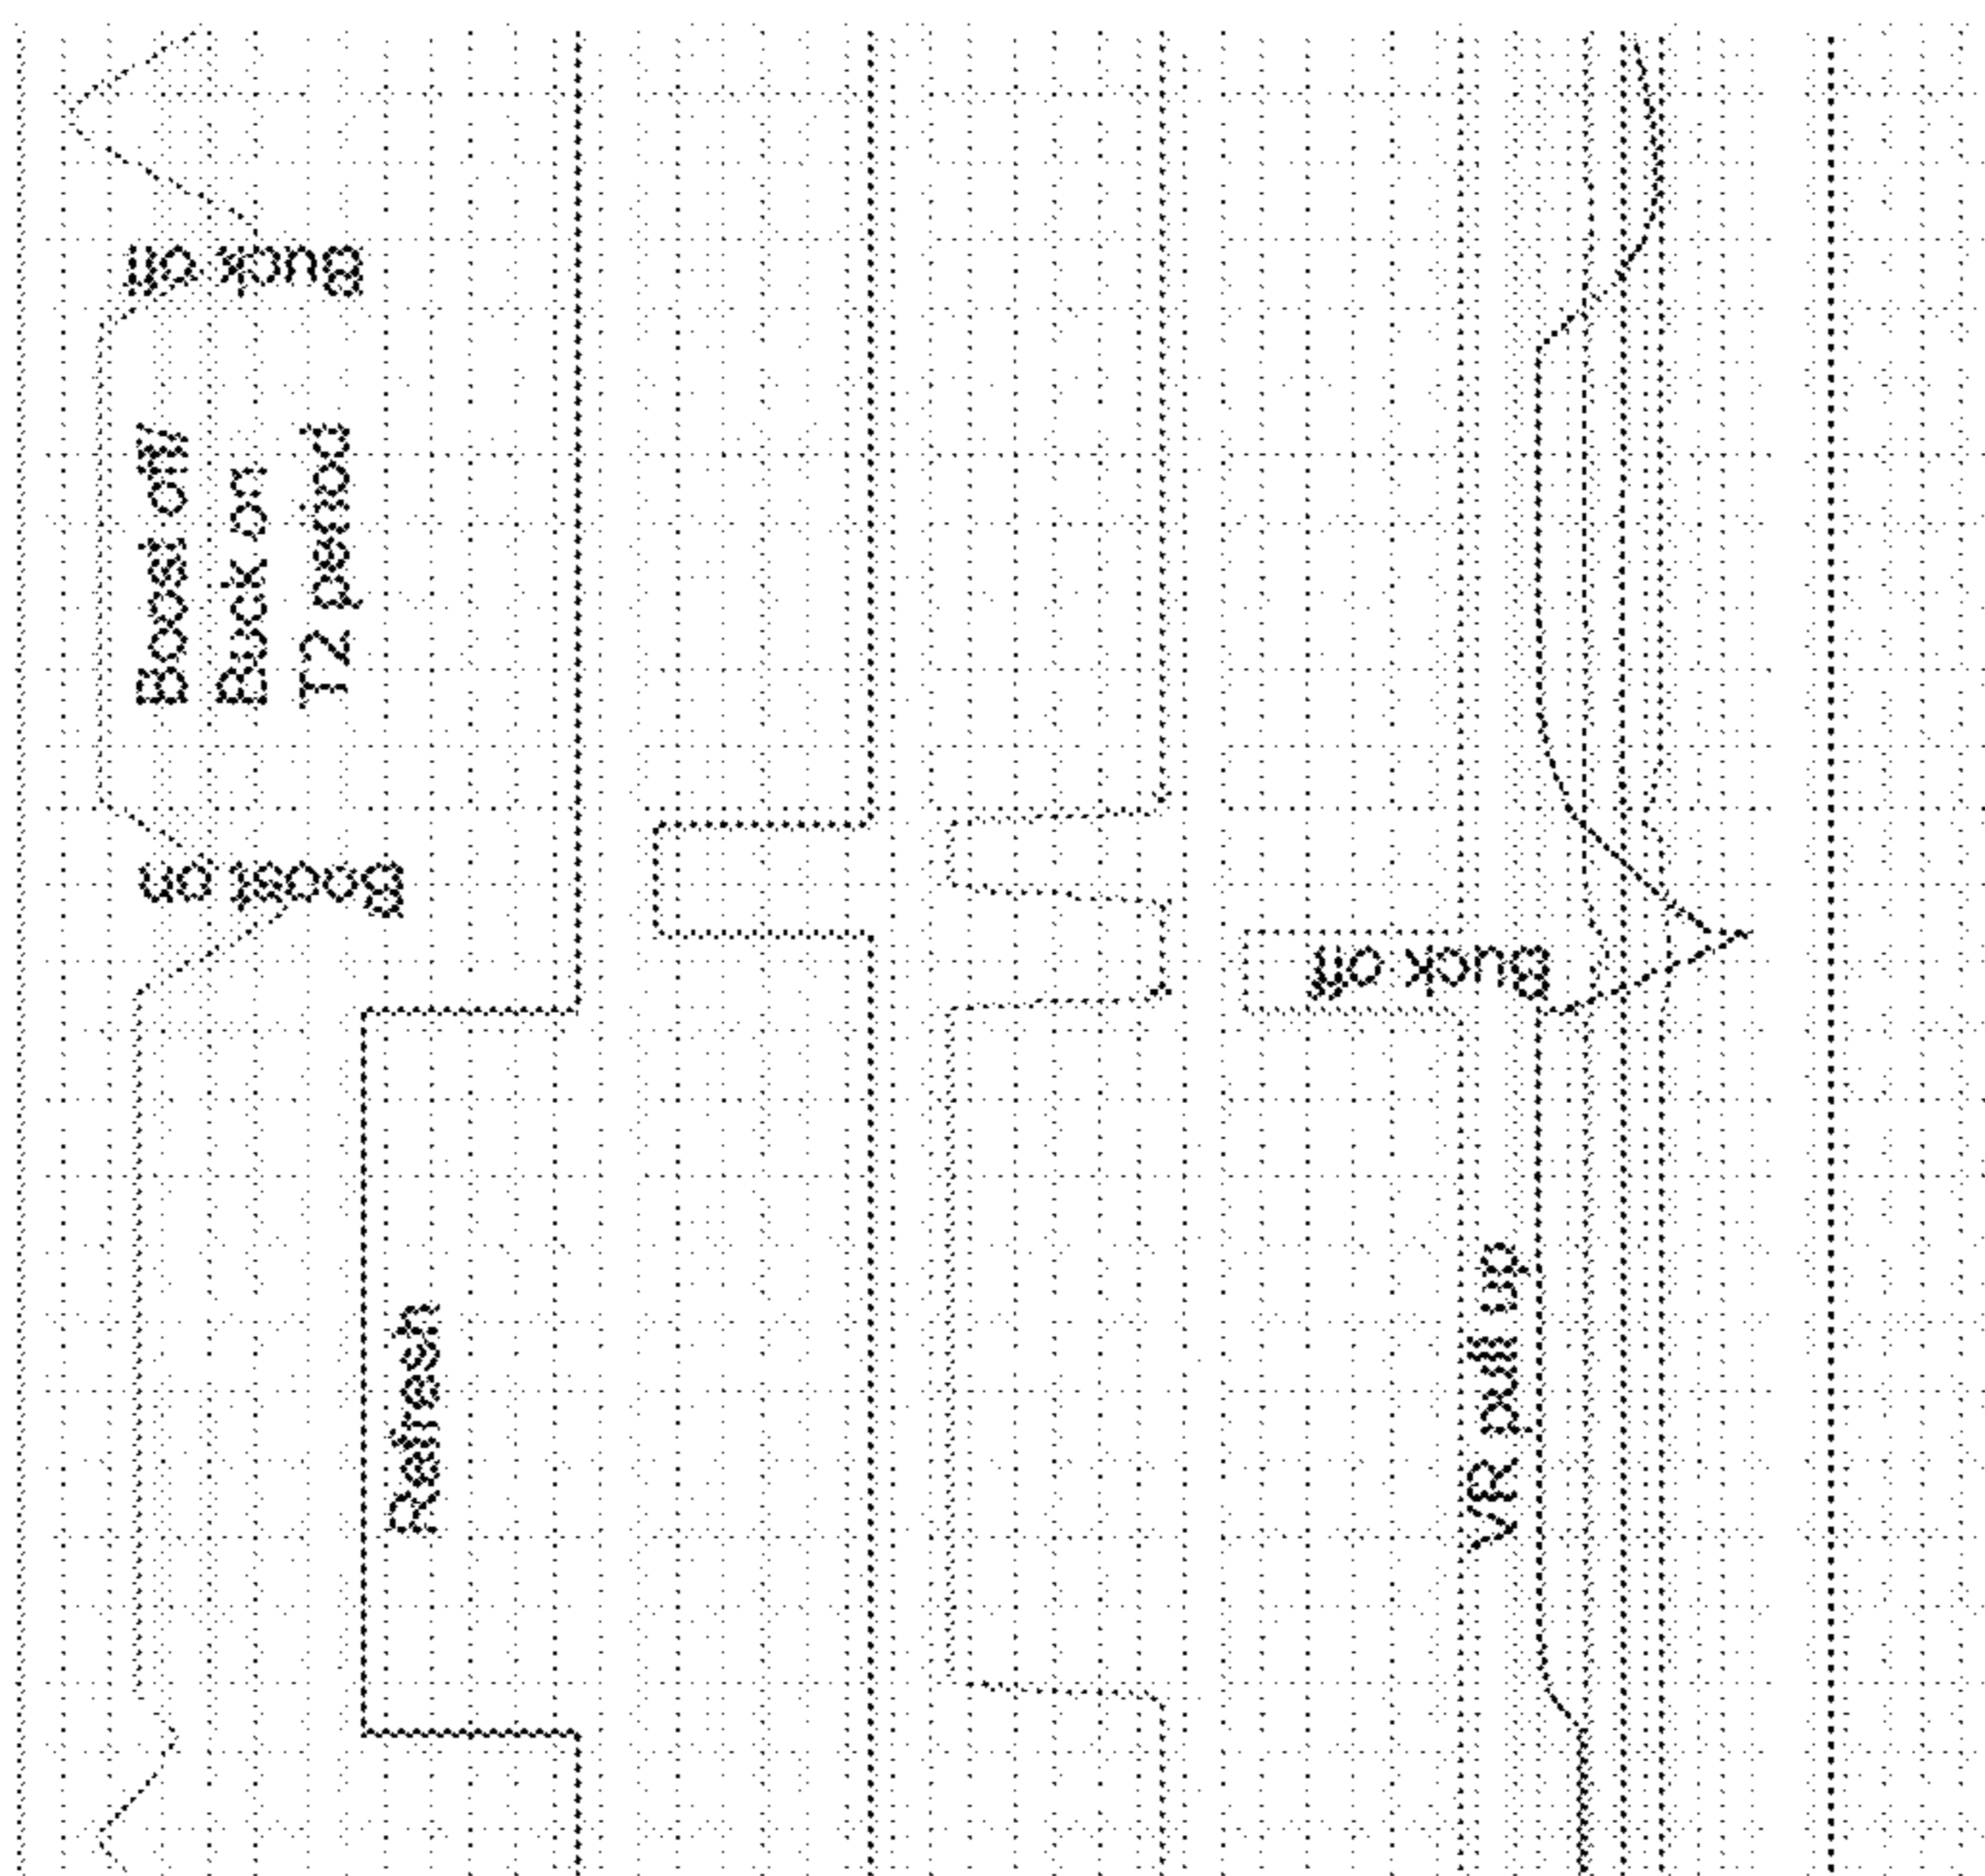 Buck off
Boost off/
Buck on
T2 period
Boost on
Buck off
Refresh
VR pull up